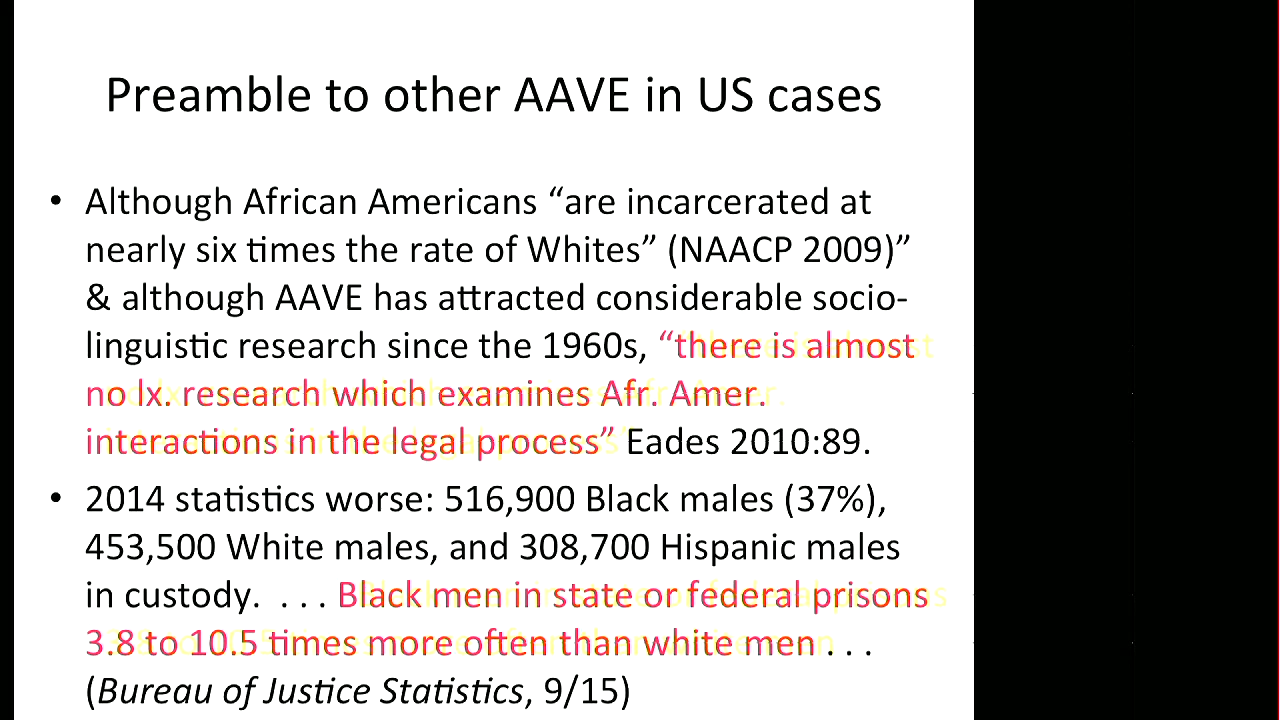 Preamble to other AAVE in US cases
• Although African Americans “are incarcerated at
nearly six times the rate of Whites” (NAACP 2009)”
& although AAVE has attracted considerable socio-
linguistic research since the 1960s, “there is almost
no lx. research which examines Afr. Amer.
interactions in the legal process” Eades 2010:89.
• 2014 statistics worse: 516,900 Black males (37%),
453,500 White males, and 308,700 Hispanic males
in custody. . . . Black men in state or federal prisons
3.8 to 10.5 times more often than white men . . .
(Bureau of Justice Statistics, 9/15)